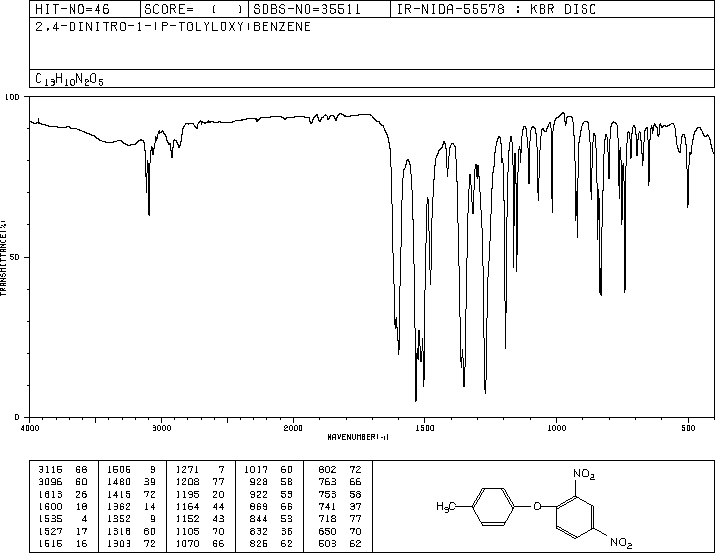 HIT-NO=46 SCORE= ( ) SDBS-NO=35511 IR-NIDA-55578 : KBR DISC
2,4-DINITRO-1-(P-TOLYLOXY)BENZENE
C13H10N2O5
100
50
0
TRANSMITTANCE(%)
4000 3000 2000 1500 1000 500
WAVENUMBER(-1)
3115 68 1506 9 1271 7 1017 60 802 72
3096 60 1480 39 1208 77 928 58 763 66
1613 26 1415 72 1195 20 922 53 753 58
1600 18 1362 14 1164 44 869 66 741 37
1535 4 1352 9 1152 43 844 53 718 77
1527 17 1318 60 1105 70 832 36 650 70
1516 16 1303 72 1070 66 826 62 503 62
NO2
H3C O
NO2